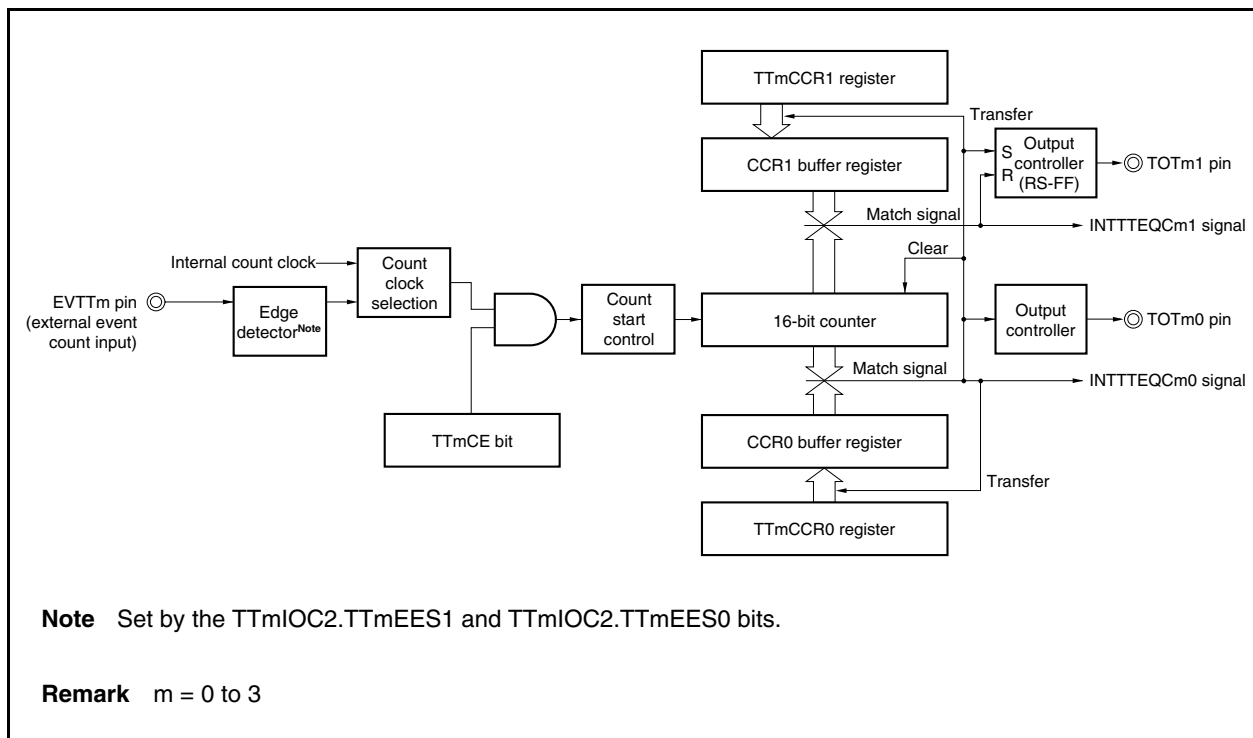 TTmCCR1 register
Transfer
CCR1 buffer register
S
R
Output
controller
(RS-FF)
TOTm1 pin
Match signal
INTTTEQCm1 signal
Internal count clock
Count
clock
selection
Clear
EVTTm pin
(external event
count input)
Edge
detectorNote
Count
start
control
16-bit counter
Output
controller
TOTm0 pin
Match signal
INTTTEQCm0 signal
TTmCE bit
CCR0 buffer register
Transfer
TTmCCR0 register
Note Set by the TTmIOC2.TTmEES1 and TTmIOC2.TTmEES0 bits.
Remark m = 0 to 3